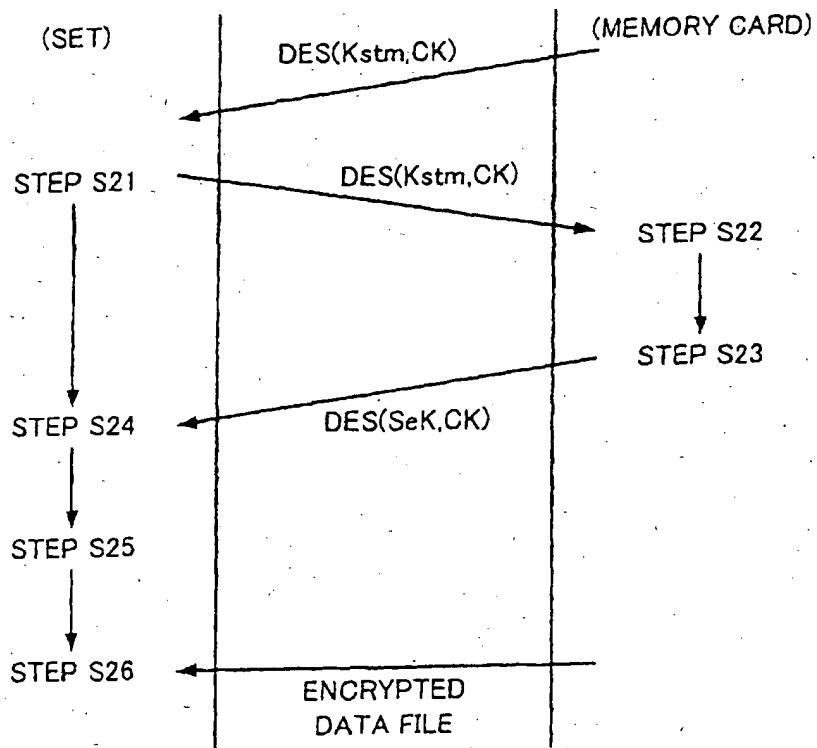 (SET)
(MEMORY CARD)
DES(Kstm,CK)
STEP S21
DES(Kstm,CK)
STEP S22
STEP S23
DES(SeK,CK)
STEP S24
STEP S25
STEP S26
ENCRYPTED
DATA FILE